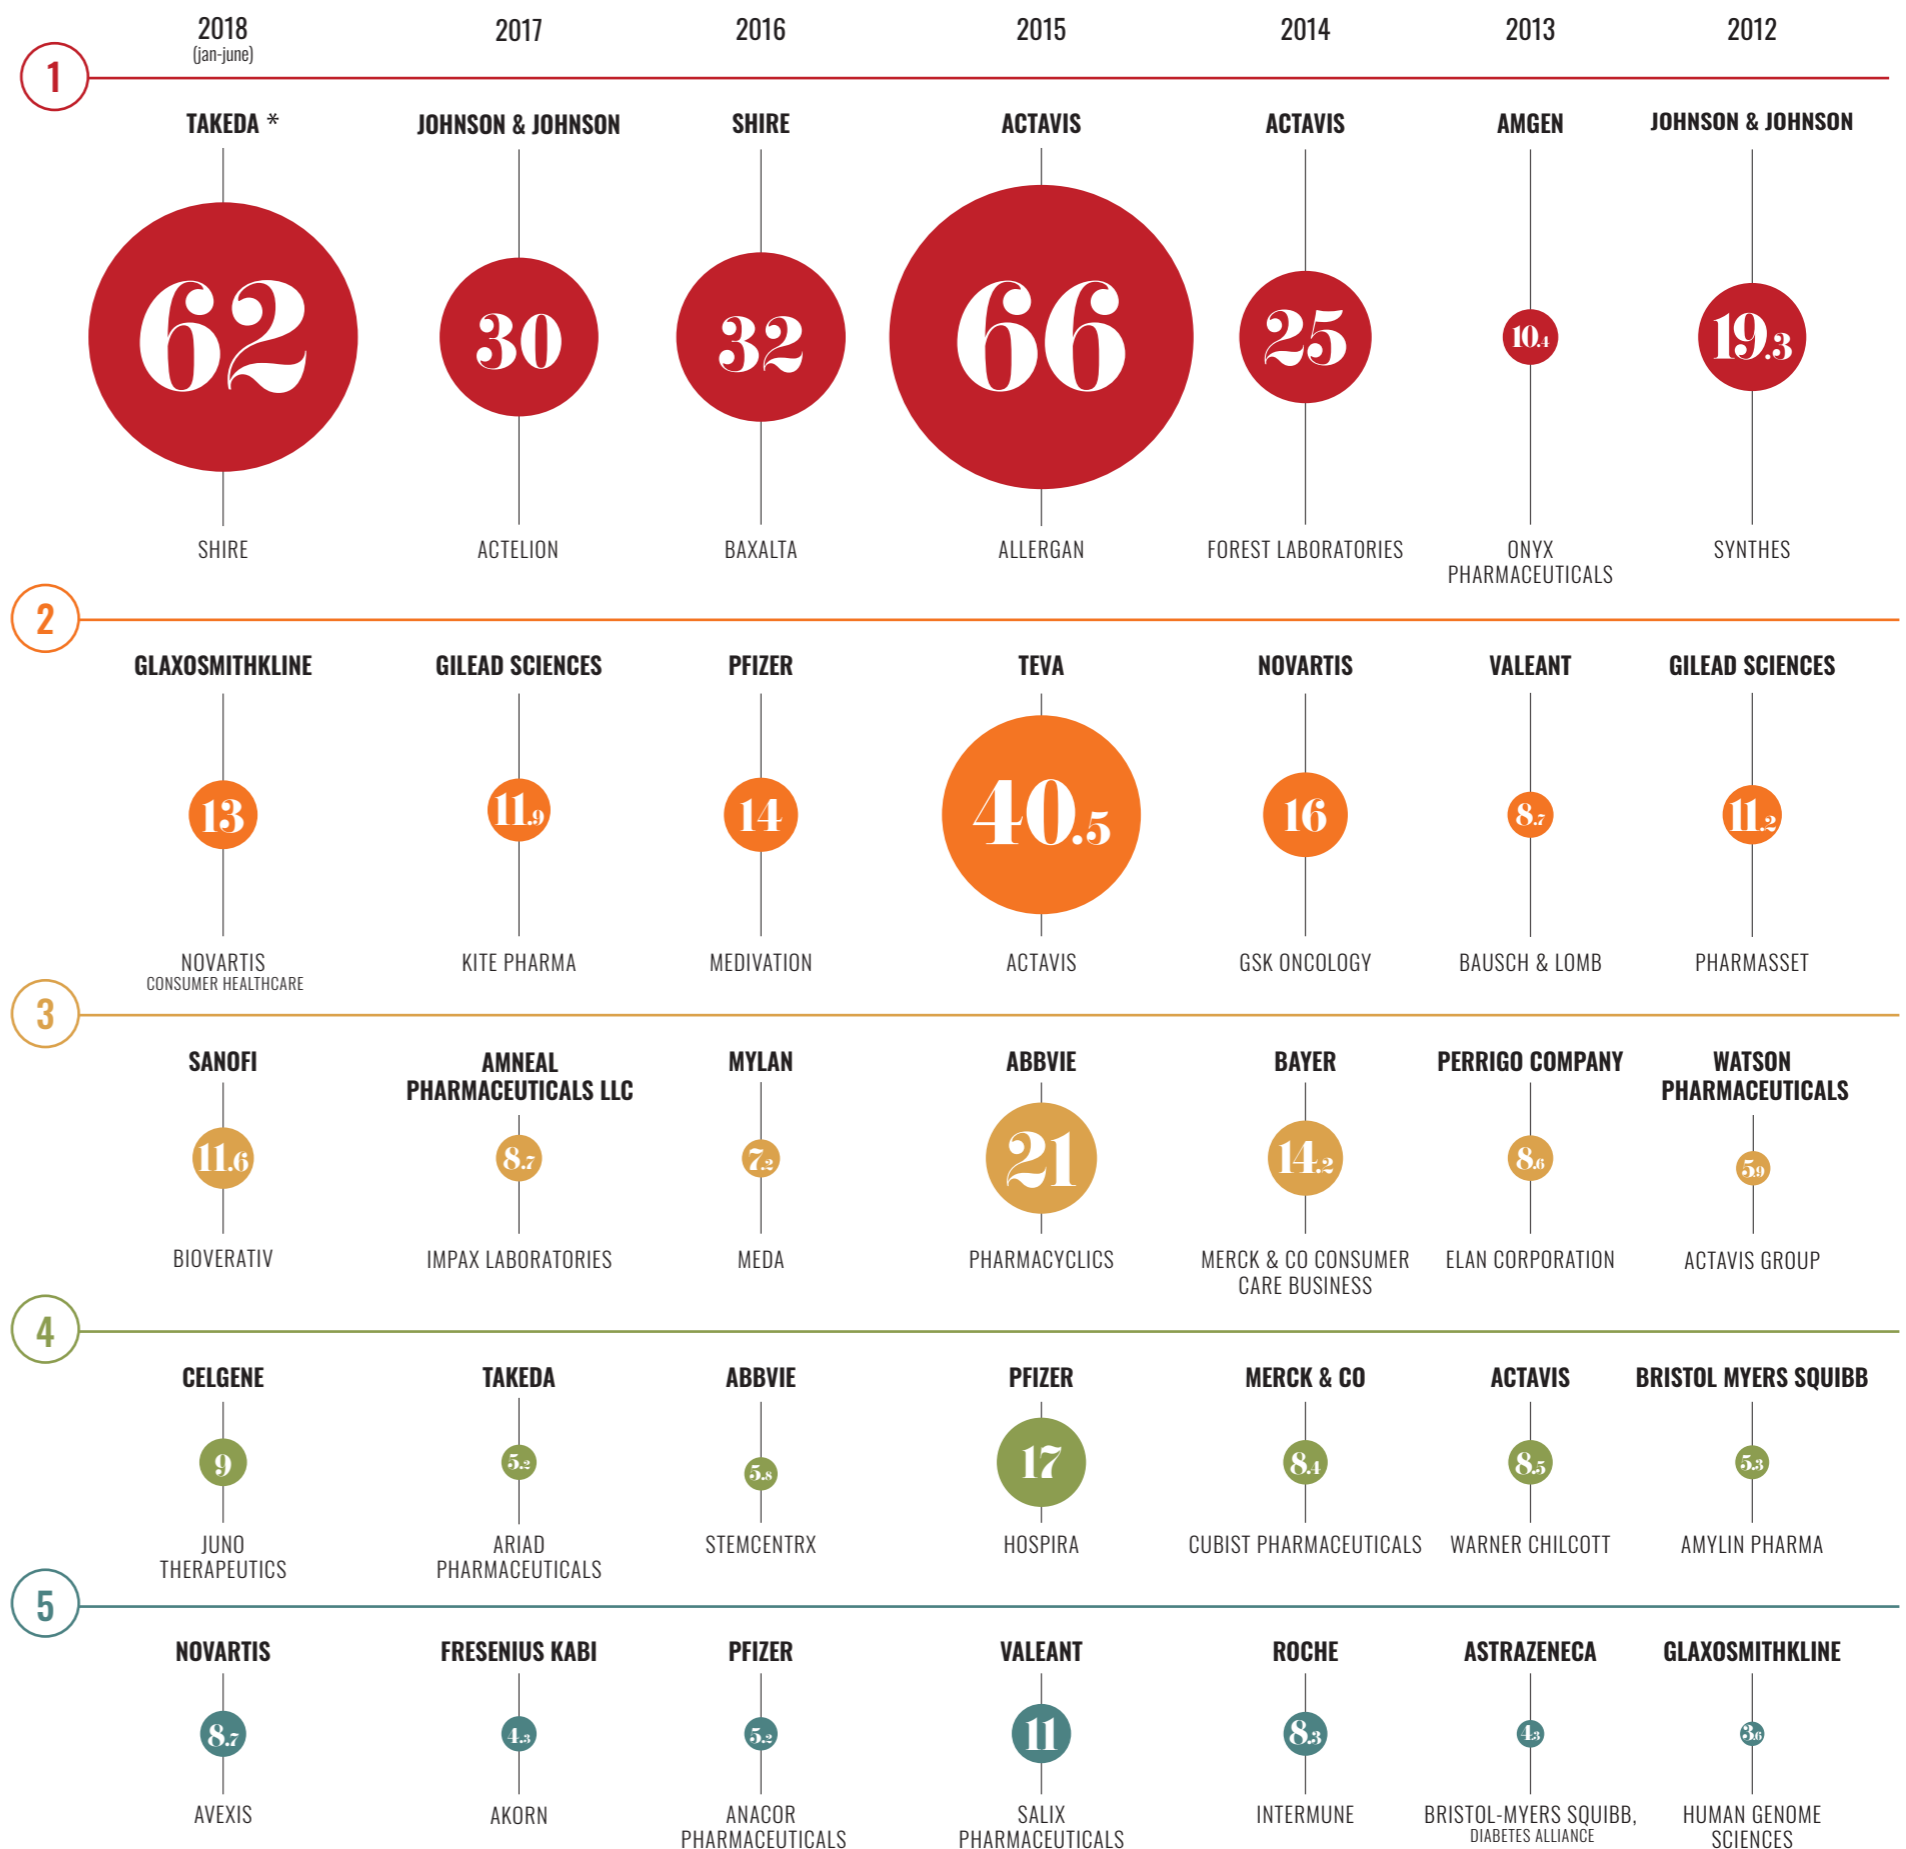 2018
(jan-june)
2017
2016
2015
2014
2013
2012
1
TAKEDA *
JOHNSON & JOHNSON
SHIRE
ACTAVIS
ACTAVIS
AMGEN
JOHNSON & JOHNSON
62
30
32
66
25
10.4
19.3
SHIRE
ACTELION
BAXALTA
ALLERGAN
FOREST LABORATORIES
ONYX
PHARMACEUTICALS
SYNTHES
2
GLAXOSMITHKLINE
GILEAD SCIENCES
PFIZER
TEVA
NOVARTIS
VALEANT
GILEAD SCIENCES
13
11.9
14
40.5
16
8.7
11.2
NOVARTIS
CONSUMER HEALTHCARE
KITE PHARMA
MEDIVATION
ACTAVIS
GSK ONCOLOGY
BAUSCH & LOMB
PHARMASSET
3
SANOFI
AMNEAL
PHARMACEUTICALS LLC
MYLAN
ABBVIE
BAYER
PERRIGO COMPANY
WATSON
PHARMACEUTICALS
11.6
8.7
7.2
21
14.2
8.6
5.9
BIOVERATIV
IMPAX LABORATORIES
MEDA
PHARMACYCLICS
MERCK & CO CONSUMER
CARE BUSINESS
ELAN CORPORATION
ACTAVIS GROUP
4
CELGENE
TAKEDA
ABBVIE
PFIZER
MERCK & CO
ACTAVIS
BRISTOL MYERS SQUIBB
9
5.2
5.8
17
8.4
8.5
5.3
JUNO
THERAPEUTICS
ARIAD
PHARMACEUTICALS
STEMCENTRX
HOSPIRA
CUBIST PHARMACEUTICALS
WARNER CHILCOTT
AMYLIN PHARMA
5
NOVARTIS
FRESENIUS KABI
PFIZER
VALEANT
ROCHE
ASTRAZENECA
GLAXOSMITHKLINE
8.7
4.3
5.2
11
8.3
4.3
3.6
AVEXIS
AKORN
ANACOR
PHARMACEUTICALS
SALIX
PHARMACEUTICALS
INTERMUNE
BRISTOL-MYERS SQUIBB,
DIABETES ALLIANCE
HUMAN GENOME
SCIENCES